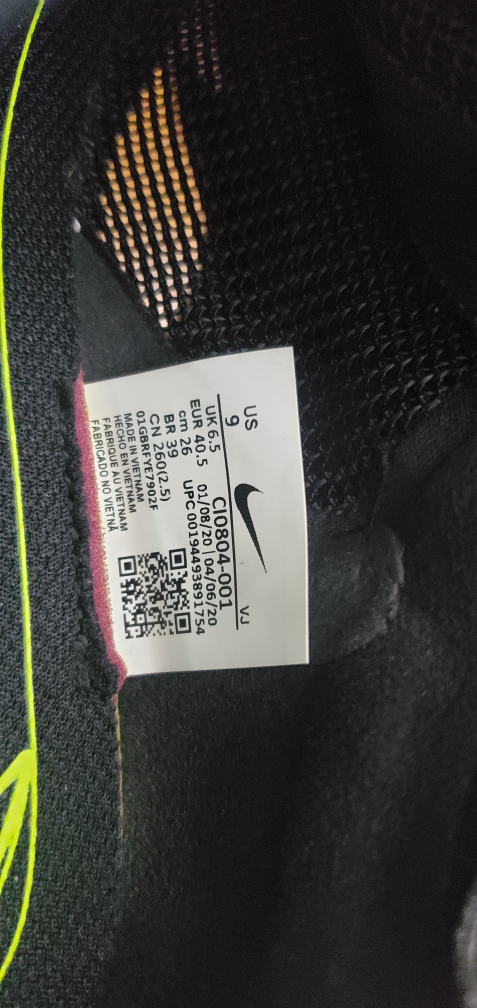 US
9
VJ
UK 6.5
CI0804-001
EUR 40.5
01/08/20 | 04/06/20
cm 26
UPC 00194493891754
BR 39
CN 260(2.5)
01GBRFYE7902F
MADE IN VIETNAM
HECHO EN VIETNAM
FABRIQUE AU VIETNAM
FABRICADO NO VIETNÃ